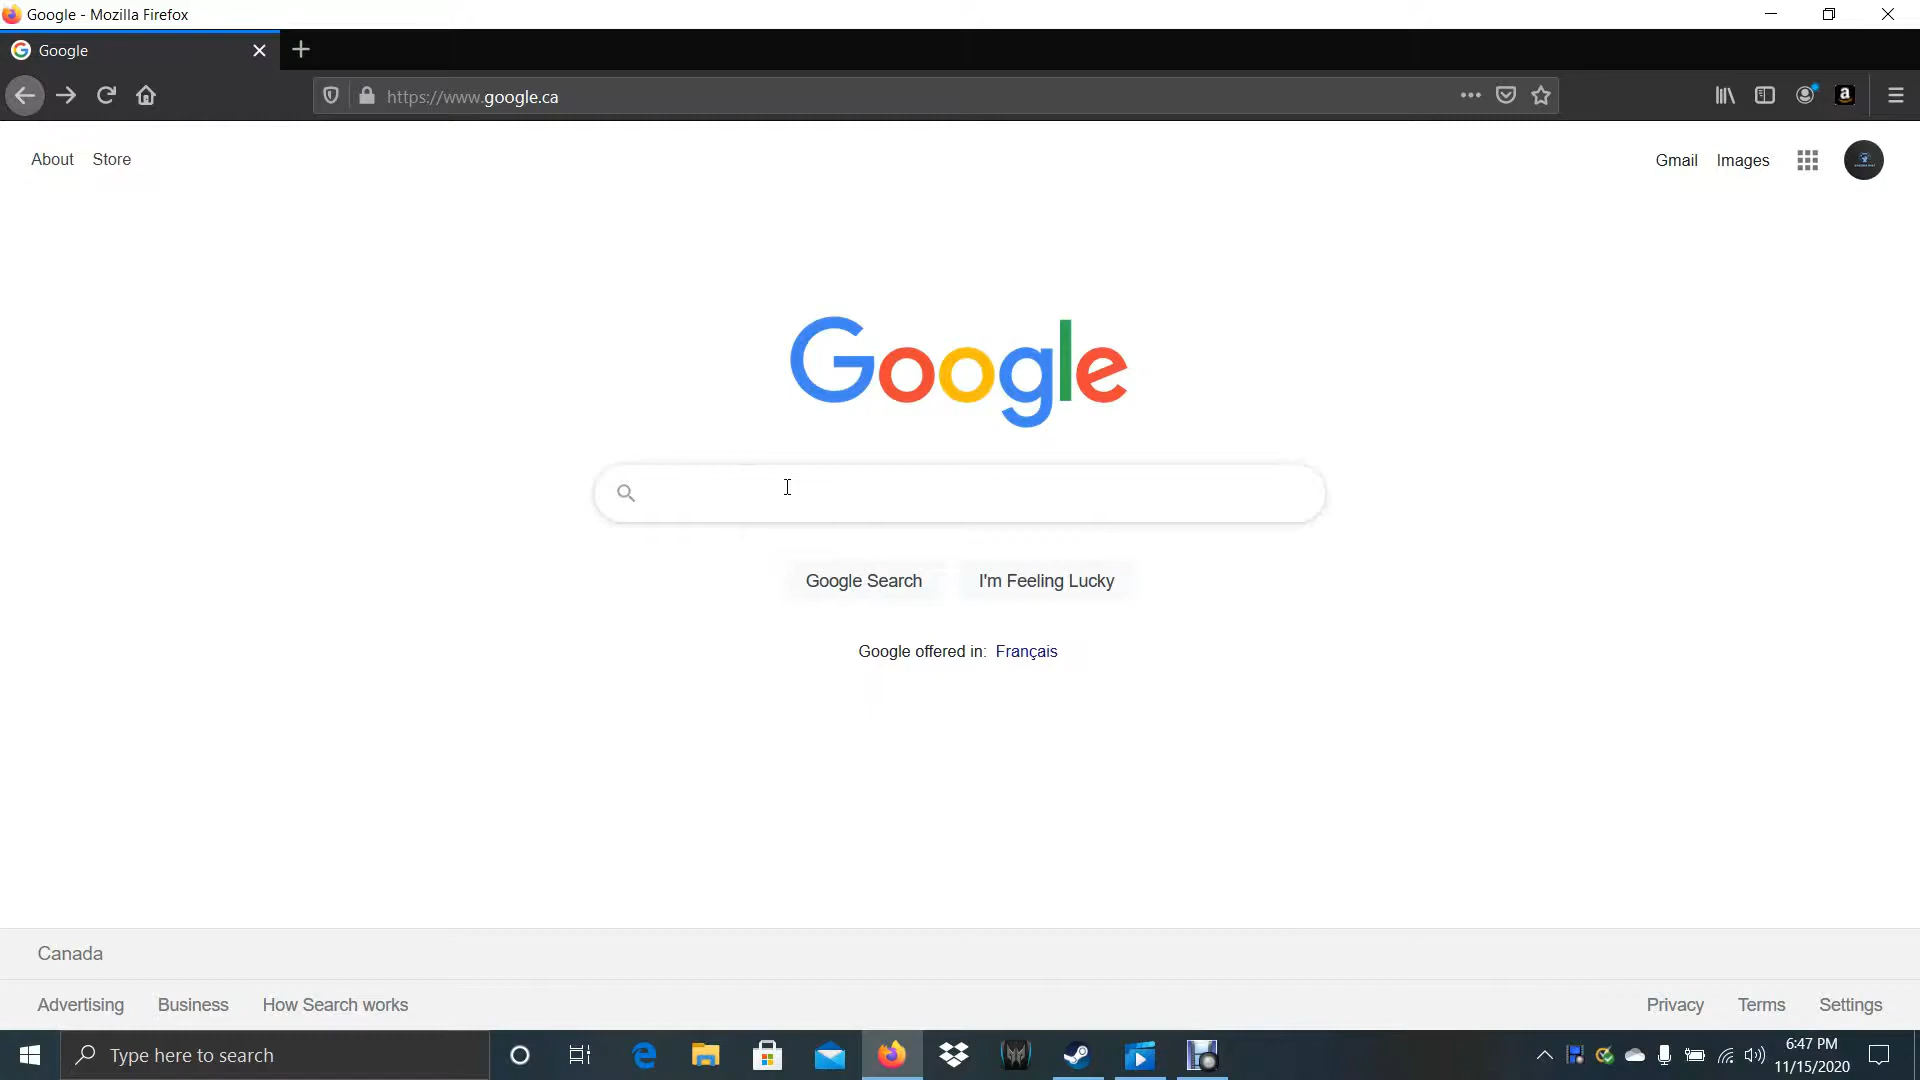 Google - Mozilla Firefox
Google
https://www.google.ca
About Store
Gmail Images
Google
Google Search I'm Feeling Lucky
Google offered in: Français
Canada
Advertising Business How Search works
Privacy Terms Settings
Type here to search
6:47 PM
11/15/2020